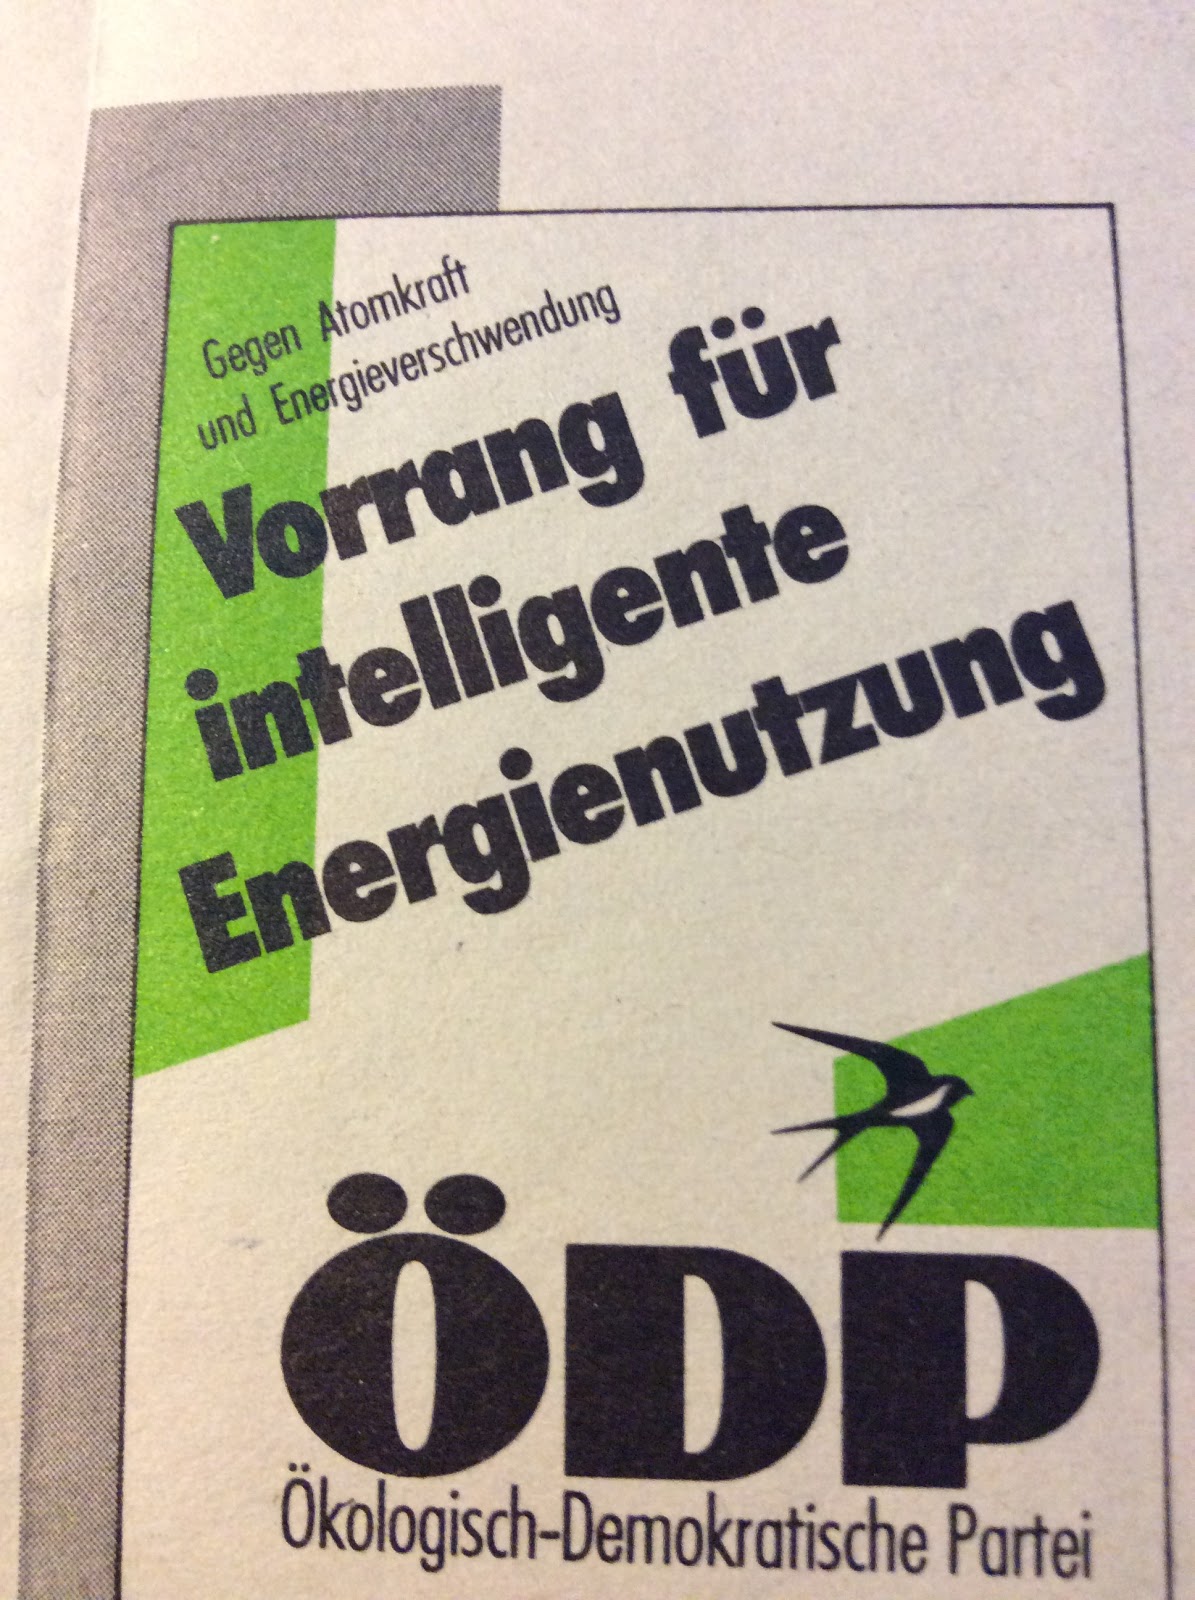 Gegen Atomkraft
und Energieverschwendung
Vorrang für
intelligente
Energienutzung
ÖDP
Ökologisch-Demokratische Partei